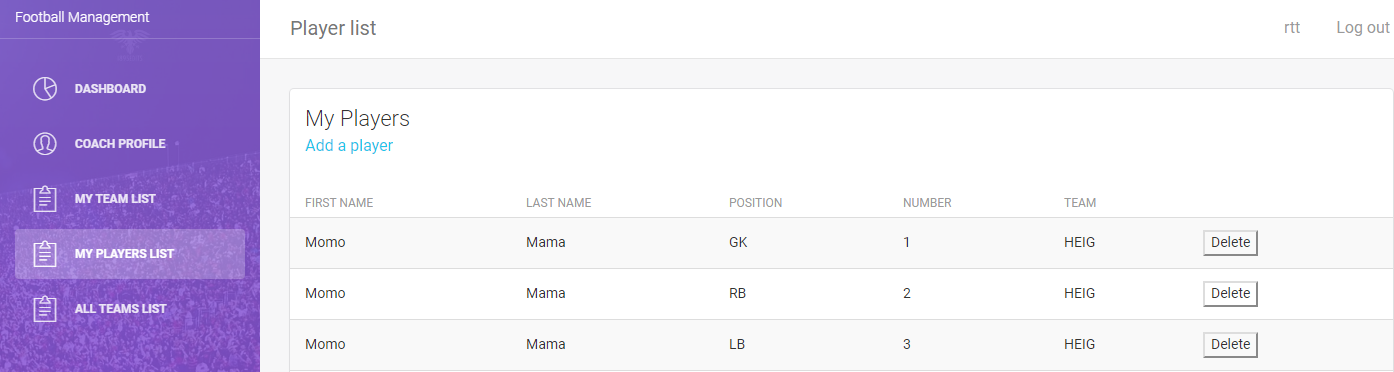 Football Management
DASHBOARD
COACH PROFILE
MY TEAM LIST
MY PLAYERS LIST
ALL TEAMS LIST
Player list rtt Log out
My Players
Add a player
FIRST NAME LAST NAME POSITION NUMBER TEAM
Momo Mama GK 1 HEIG Delete
Momo Mama RB 2 HEIG Delete
Momo Mama LB 3 HEIG Delete